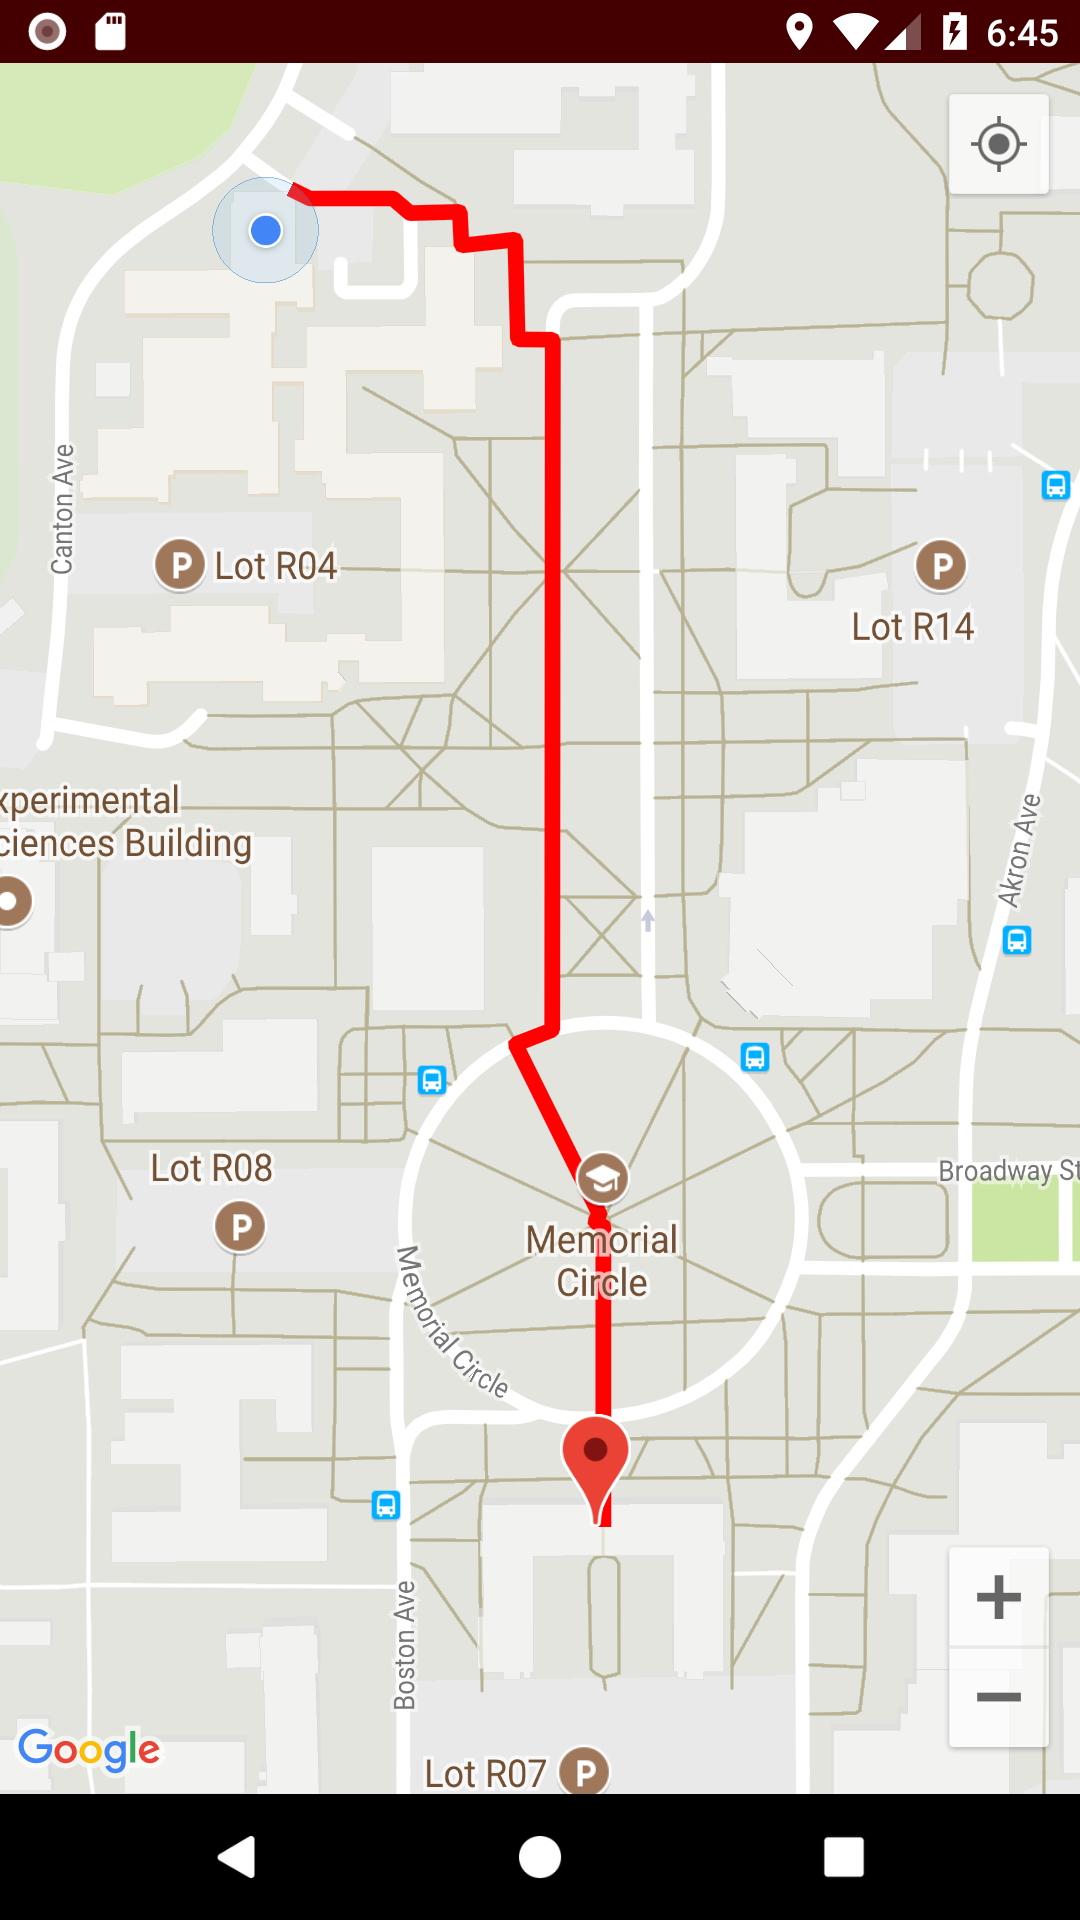 6:45
Canton Ave
P Lot R04
P
Lot R14
xperimental
ciences Building
Akron Ave
Lot R08
P
Broadway St
Memorial
Circle
Memorial Circle
Boston Ave
+
−
Google
Lot R07 P